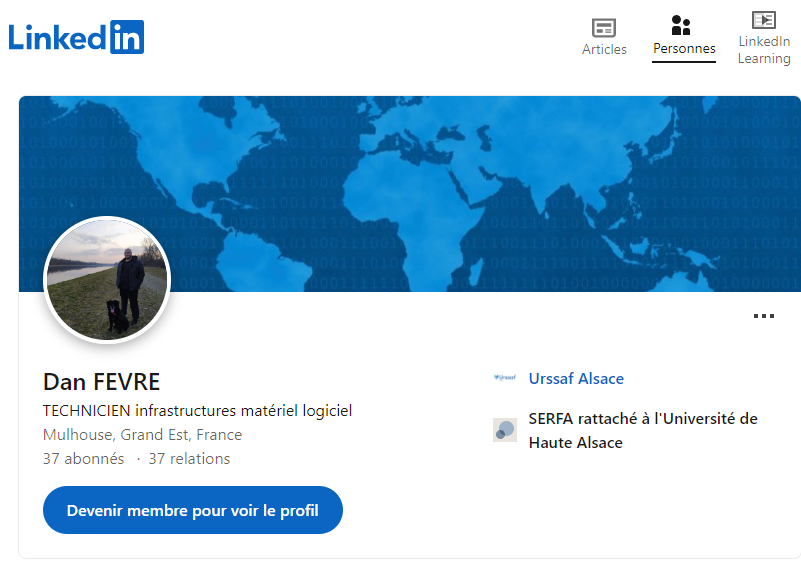 LinkedIn
Articles
Personnes
LinkedIn
Learning
Dan FEVRE
TECHNICIEN infrastructures matériel logiciel
Mulhouse, Grand Est, France
37 abonnés · 37 relations
Devenir membre pour voir le profil
Urssaf
Urssaf Alsace
SERFA rattaché à l'Université de
Haute Alsace